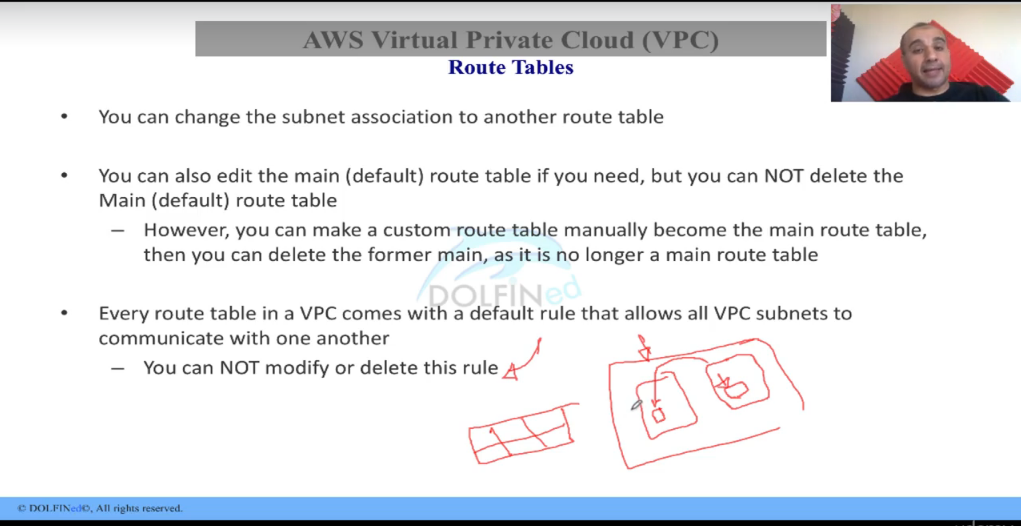 AWS Virtual Private Cloud (VPC)
Route Tables
• You can change the subnet association to another route table
• You can also edit the main (default) route table if you need, but you can NOT delete the
Main (default) route table
– However, you can make a custom route table manually become the main route table,
then you can delete the former main, as it is no longer a main route table
DOLFINed
• Every route table in a VPC comes with a default rule that allows all VPC subnets to
communicate with one another
– You can NOT modify or delete this rule
© DOLFINed©, All rights reserved.